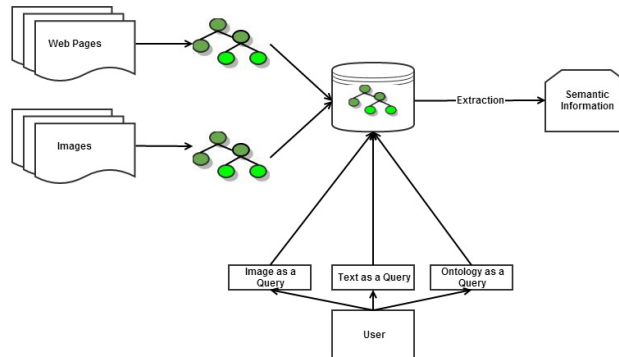 Web Pages
Extraction
Semantic
Information
Images
Image as a
Query
Text as a Query
Ontology as a
Query
User